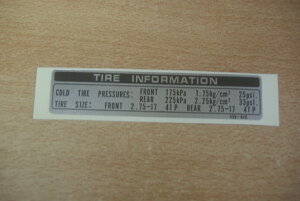 TIRE INFORMATION
COLD TIRE PRESSURES: FRONT 175kPa 1.75kg/cm² 25psi
REAR 225kPa 2.25kg/cm² 33psi
TIRE SIZE: FRONT 2.75-17 41P REAR 2.75-17 41P